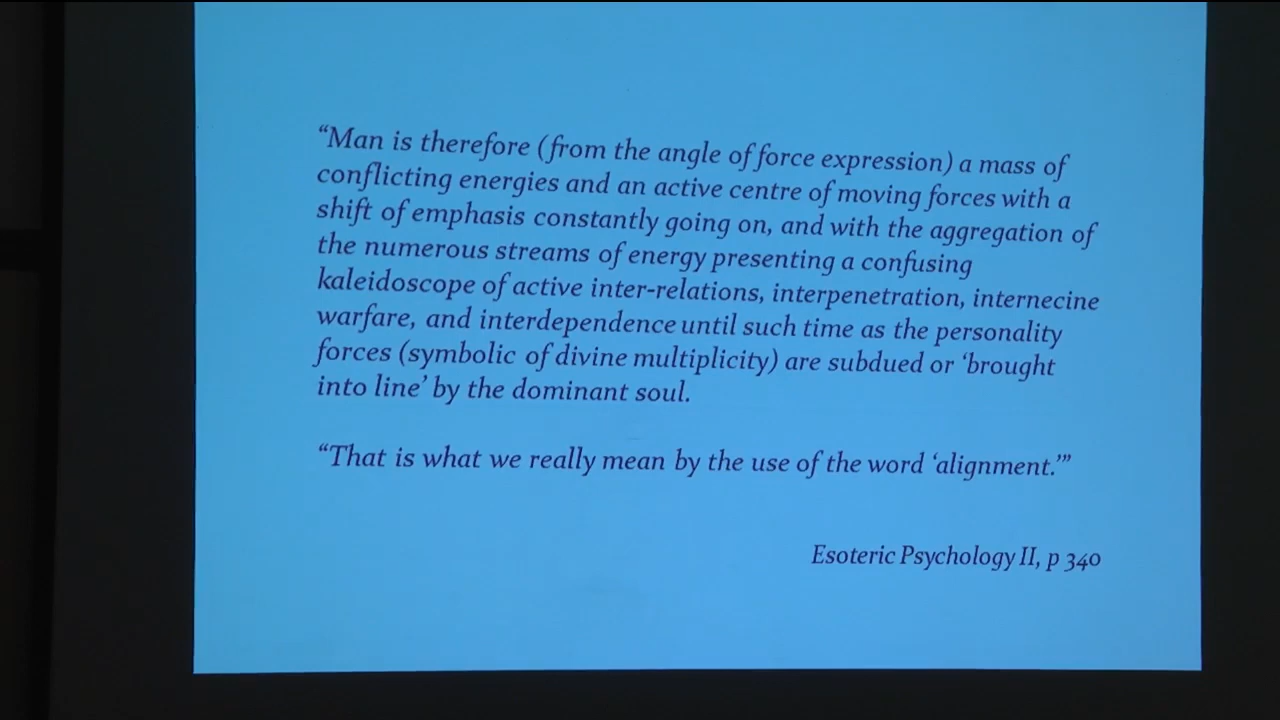 “Man is therefore (from the angle of force expression) a mass of
conflicting energies and an active centre of moving forces with a
shift of emphasis constantly going on, and with the aggregation of
the numerous streams of energy presenting a confusing
kaleidoscope of active inter-relations, interpenetration, internecine
warfare, and interdependence until such time as the personality
forces (symbolic of divine multiplicity) are subdued or ‘brought
into line’ by the dominant soul.
“That is what we really mean by the use of the word ‘alignment.’”
Esoteric Psychology II, p 340